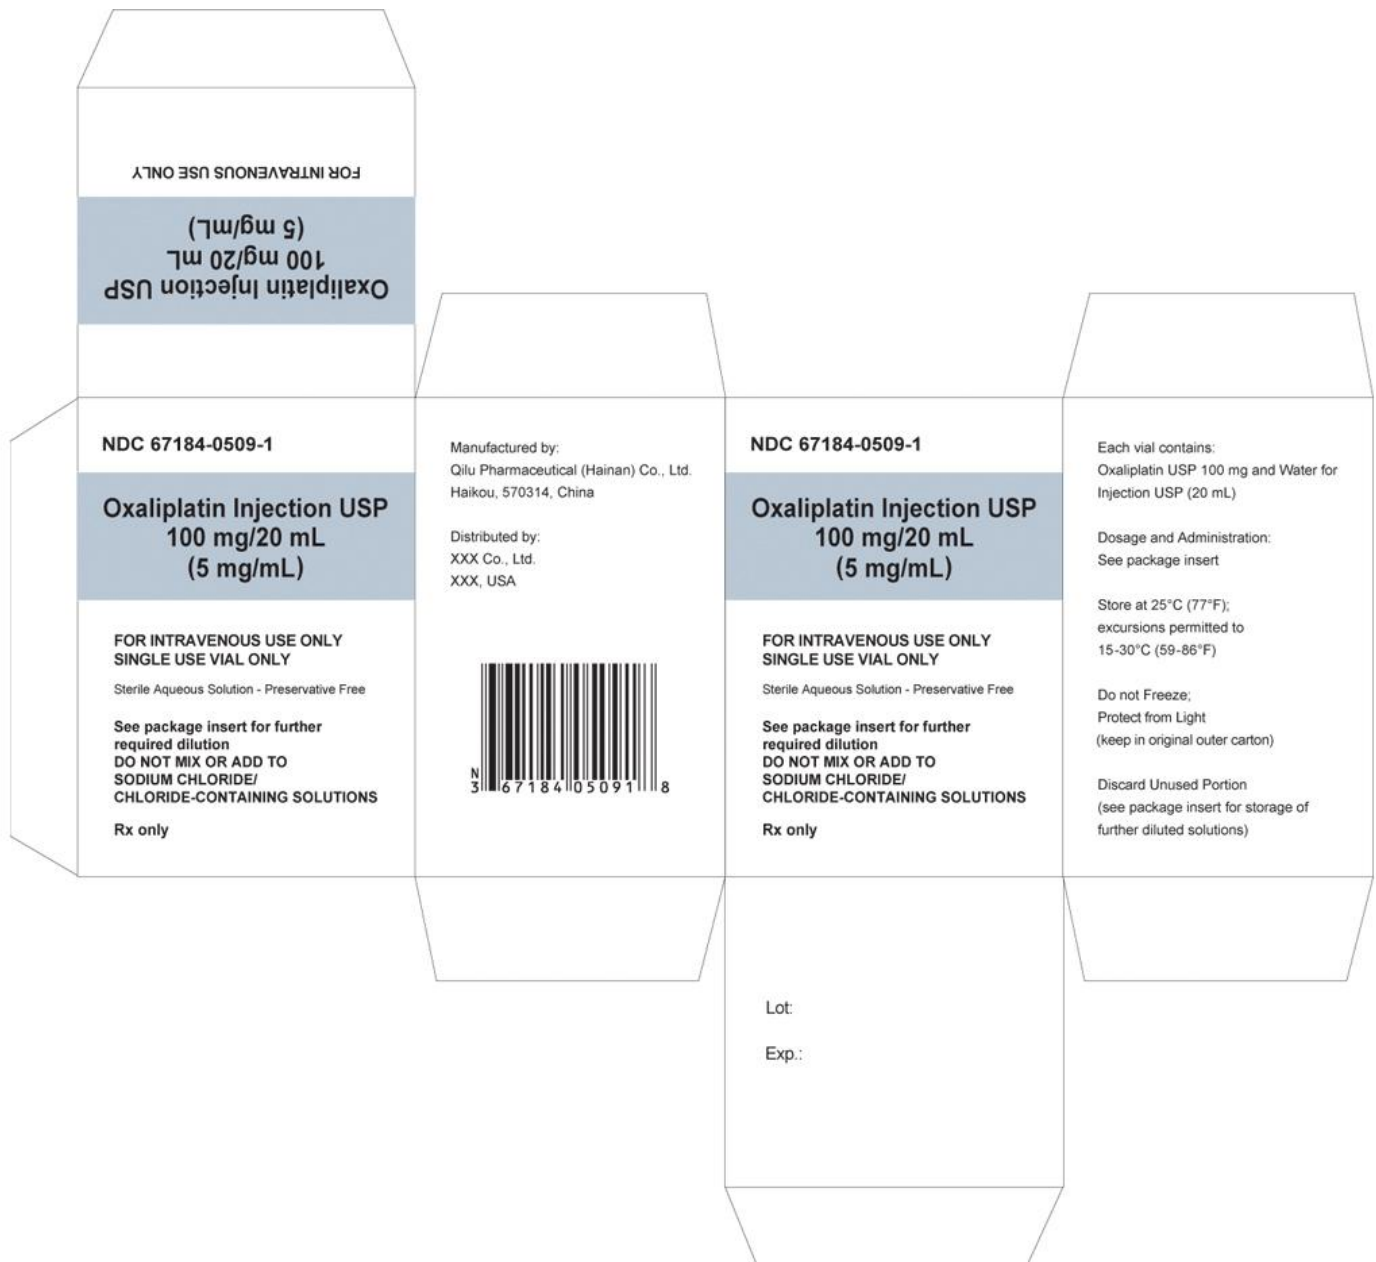 FOR INTRAVENOUS USE ONLY
Oxaliplatin Injection USP
100 mg/20 mL
(5 mg/mL)
NDC 67184-0509-1
Oxaliplatin Injection USP
100 mg/20 mL
(5 mg/mL)
FOR INTRAVENOUS USE ONLY
SINGLE USE VIAL ONLY
Sterile Aqueous Solution - Preservative Free
See package insert for further
required dilution
DO NOT MIX OR ADD TO
SODIUM CHLORIDE/
CHLORIDE-CONTAINING SOLUTIONS
Rx only
Manufactured by:
Qilu Pharmaceutical (Hainan) Co., Ltd.
Haikou, 570314, China
Distributed by:
XXX Co., Ltd.
XXX, USA
N
3 67184 05091 8
NDC 67184-0509-1
Oxaliplatin Injection USP
100 mg/20 mL
(5 mg/mL)
FOR INTRAVENOUS USE ONLY
SINGLE USE VIAL ONLY
Sterile Aqueous Solution - Preservative Free
See package insert for further
required dilution
DO NOT MIX OR ADD TO
SODIUM CHLORIDE/
CHLORIDE-CONTAINING SOLUTIONS
Rx only
Each vial contains:
Oxaliplatin USP 100 mg and Water for
Injection USP (20 mL)
Dosage and Administration:
See package insert
Store at 25°C (77°F);
excursions permitted to
15-30°C (59-86°F)
Do not Freeze;
Protect from Light
(keep in original outer carton)
Discard Unused Portion
(see package insert for storage of
further diluted solutions)
Lot:
Exp.: